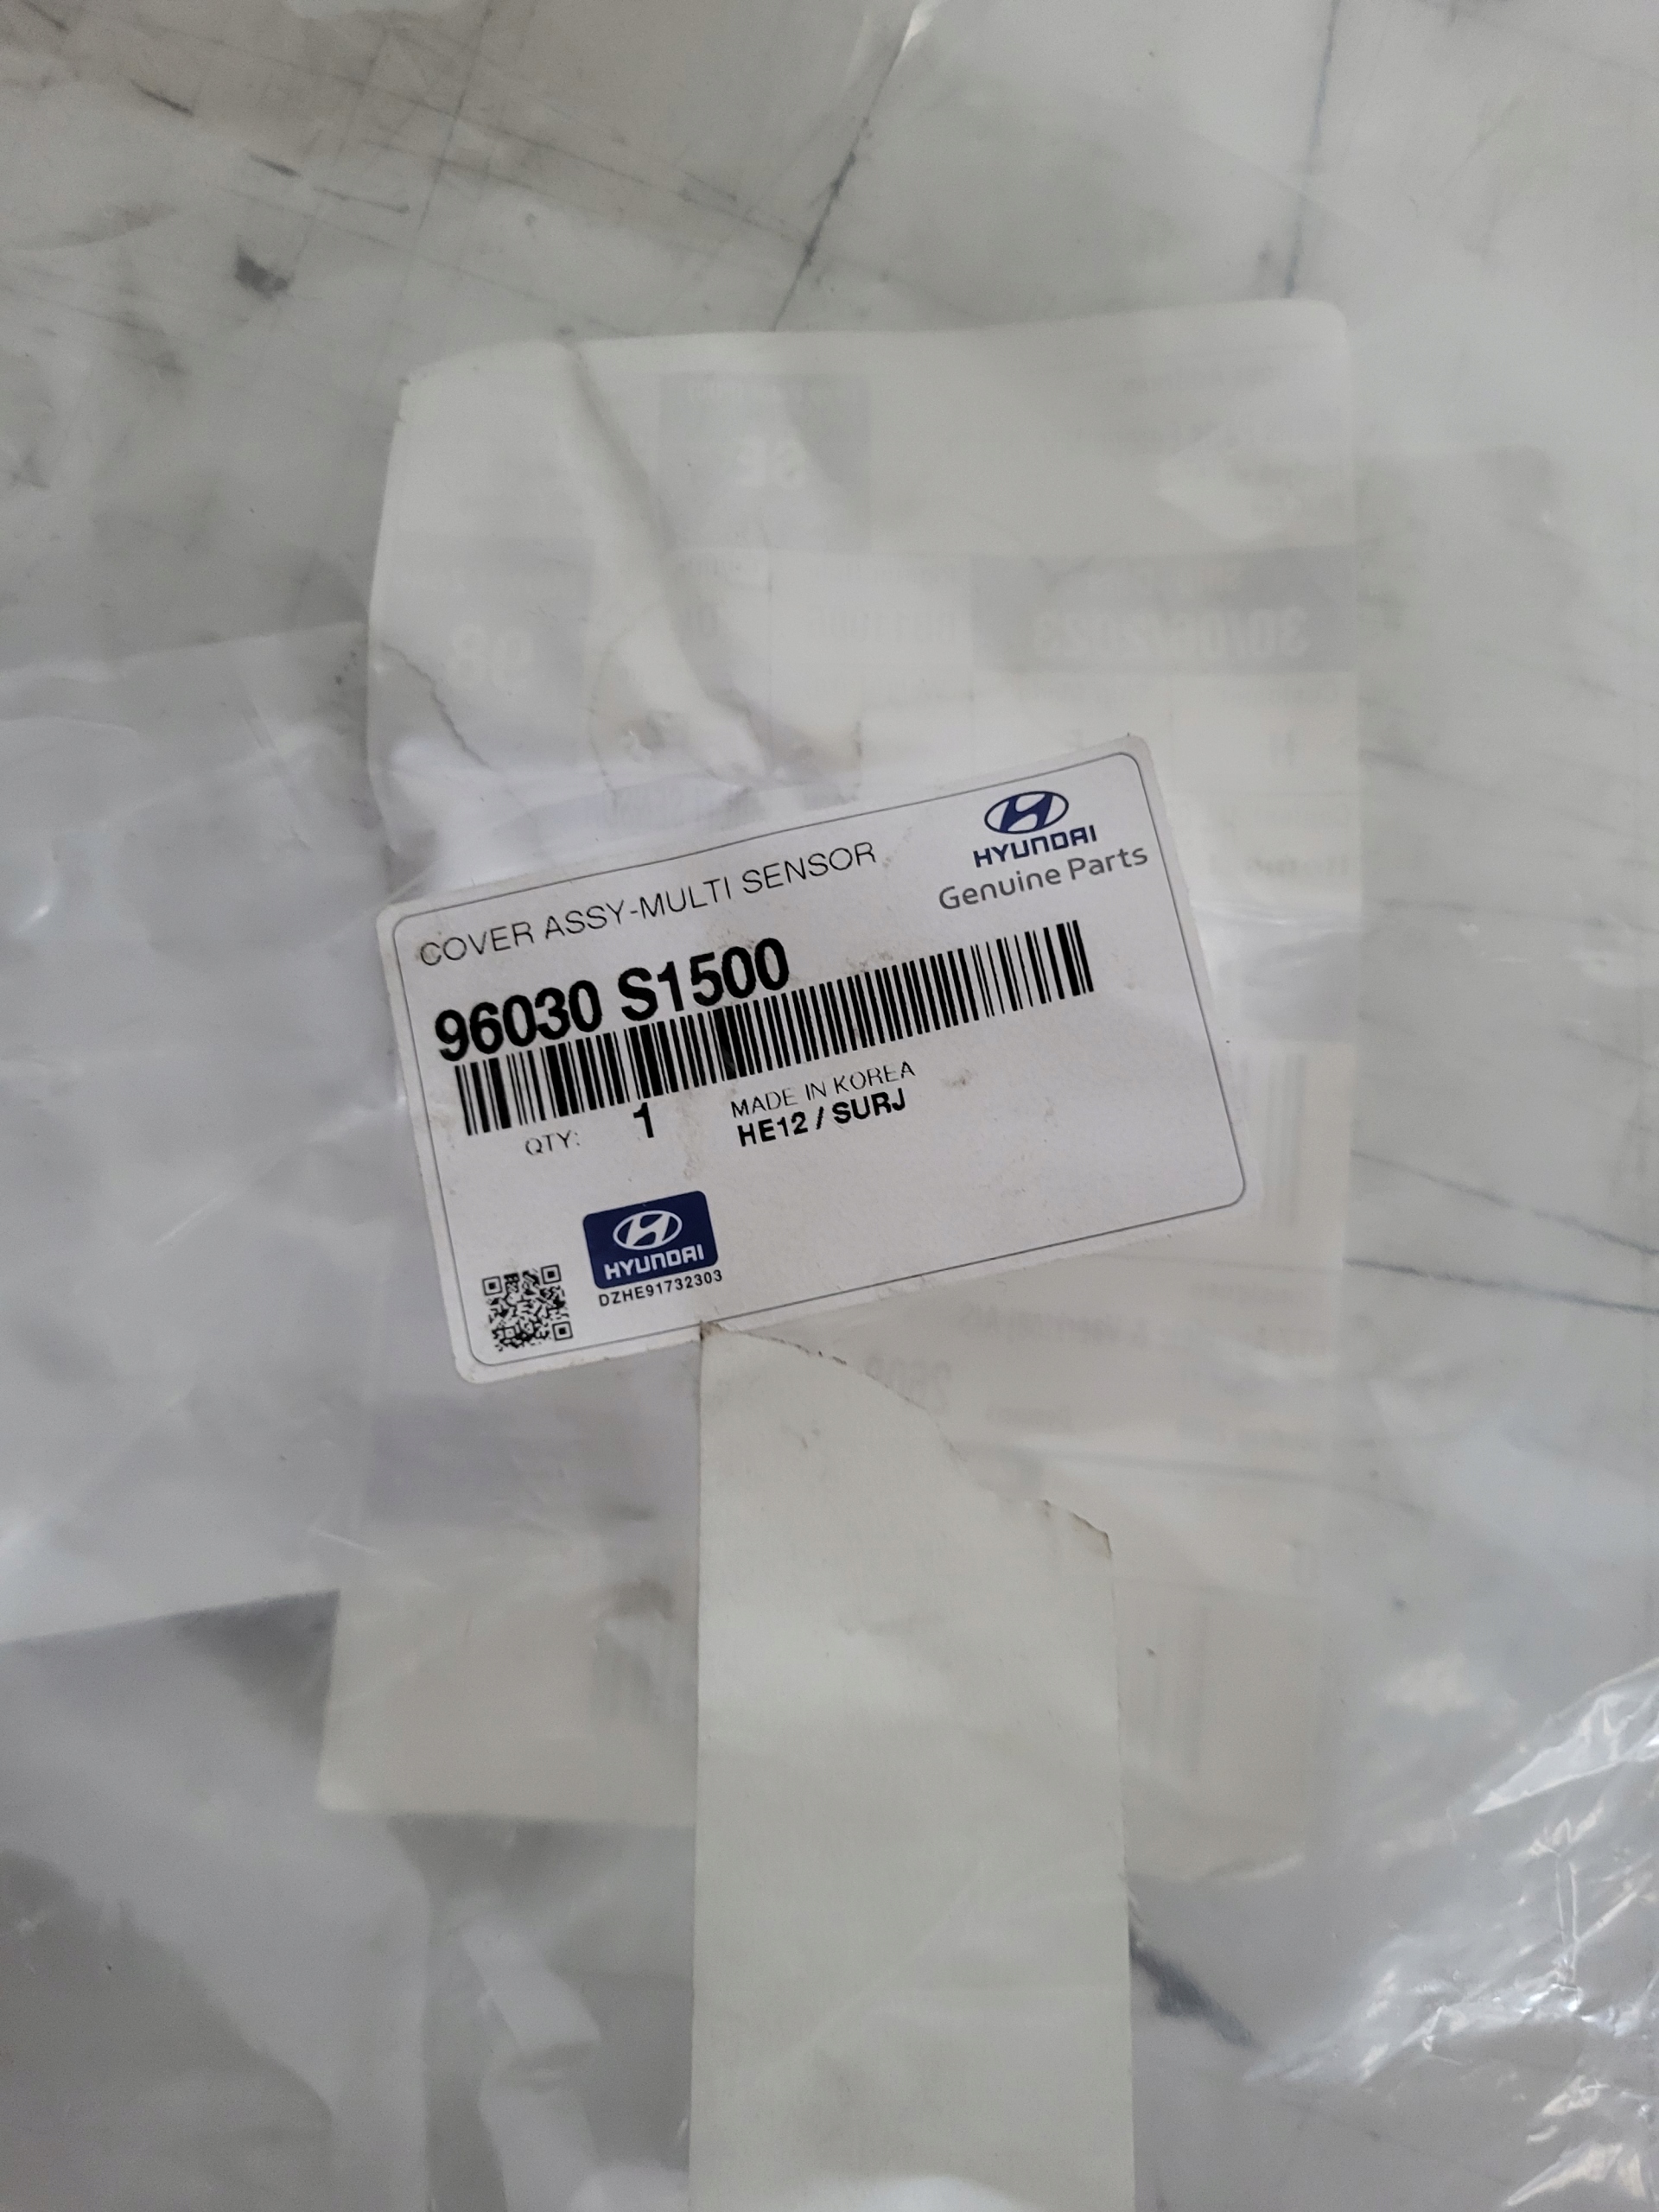 HYUNDAI
Genuine Parts
COVER ASSY-MULTI SENSOR
96030 S1500
QTY: 1
MADE IN KOREA
HE12 / SURJ
HYUNDAI
DZHE91732303